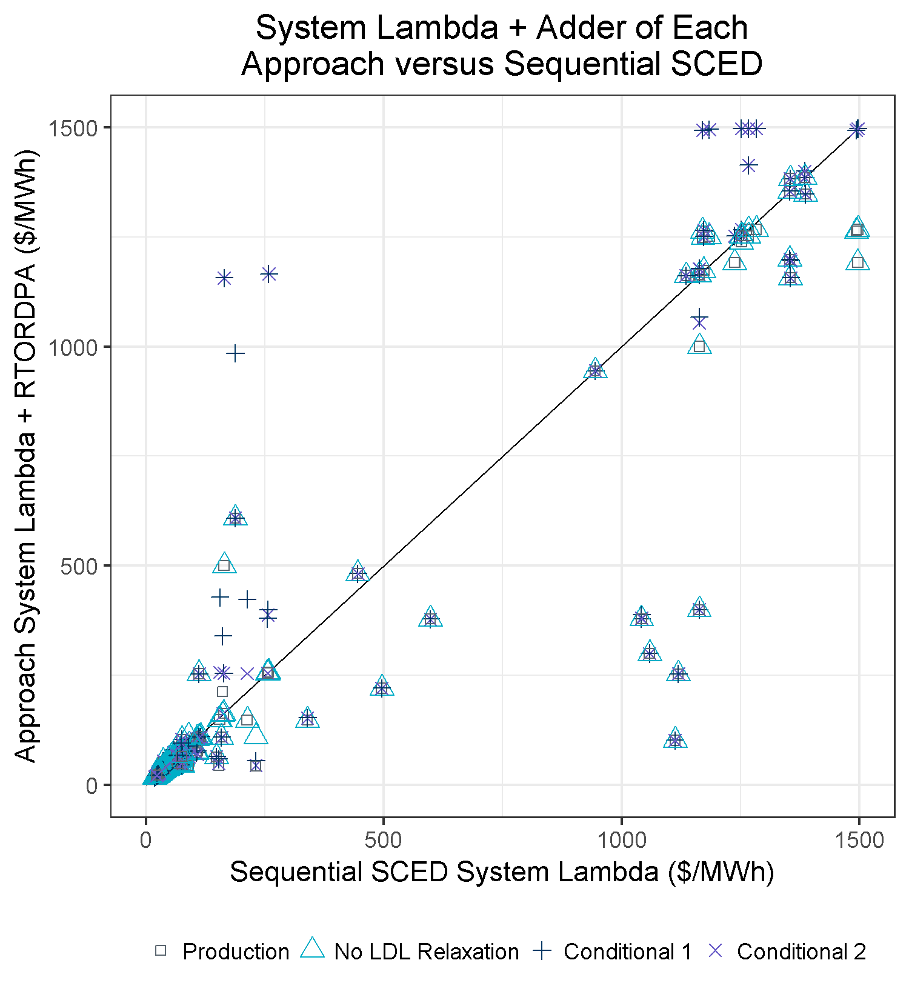 System Lambda + Adder of Each
Approach versus Sequential SCED
Approach System Lambda + RTORDPA ($/MWh)
1500
1000
500
0
0 500 1000 1500
Sequential SCED System Lambda ($/MWh)
Production No LDL Relaxation Conditional 1 Conditional 2